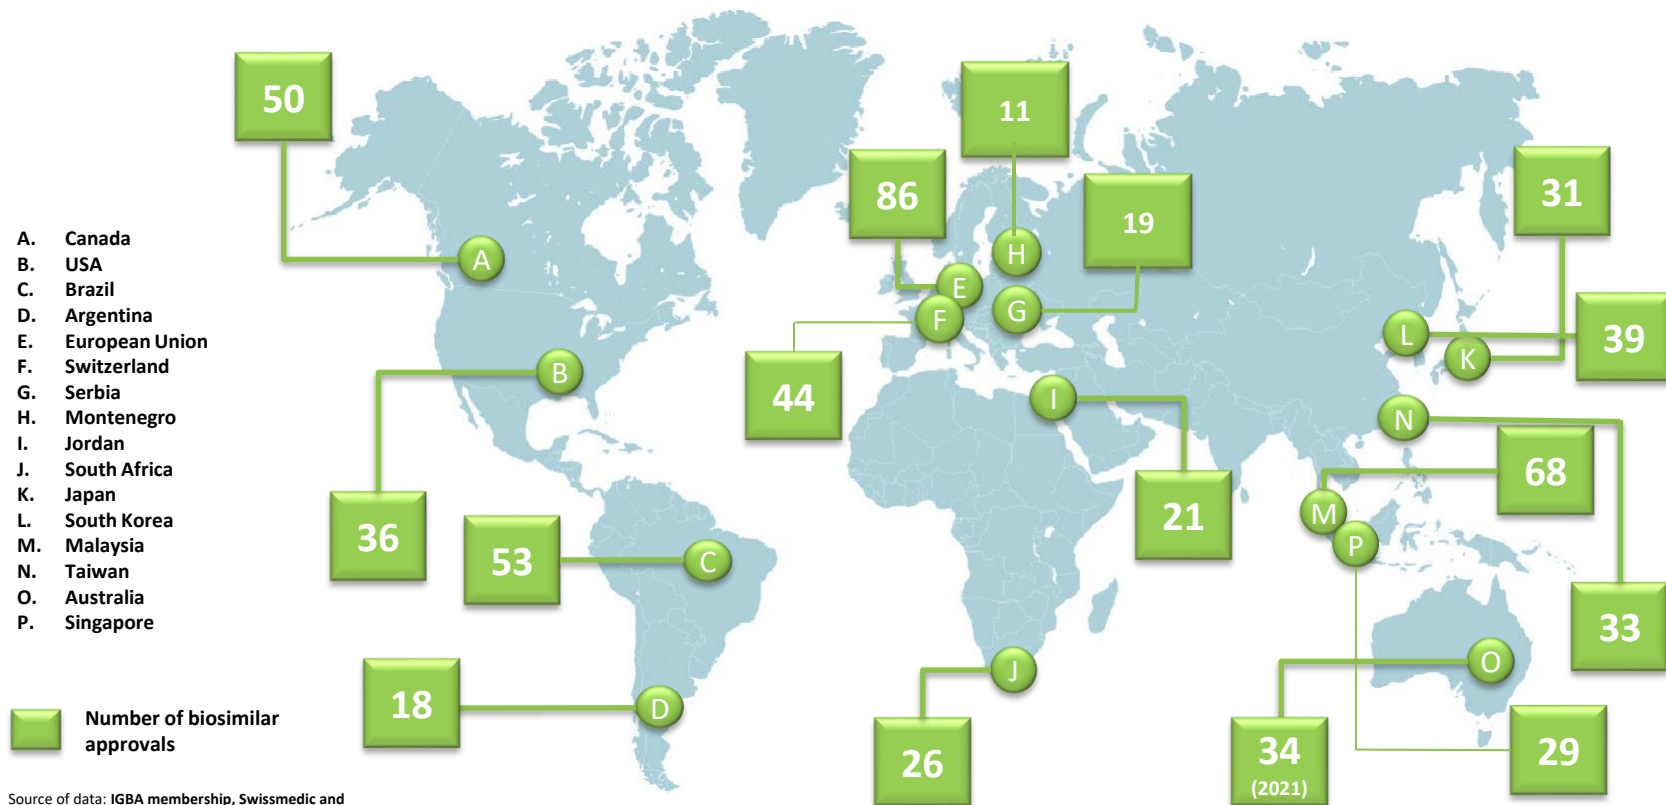 50
11
86
19
31
39
44
36
53
18
26
21
68
33
34
(2021)
29
A
B
C
D
E
F
G
H
I
J
K
L
M
N
O
P
A. Canada
B. USA
C. Brazil
D. Argentina
E. European Union
F. Switzerland
G. Serbia
H. Montenegro
I. Jordan
J. South Africa
K. Japan
L. South Korea
M. Malaysia
N. Taiwan
O. Australia
P. Singapore
Number of biosimilar
approvals
Source of data: IGBA membership, Swissmedic and